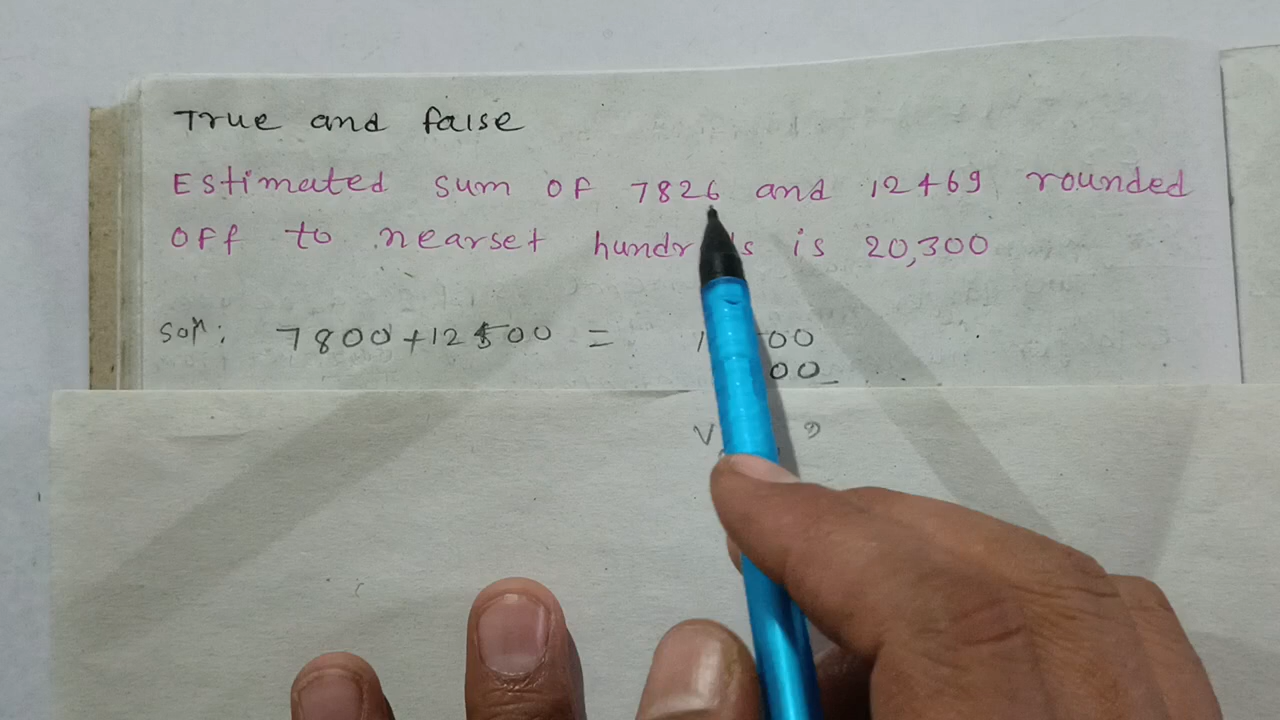 True and false
Estimated sum of 7826 and 12469 rounded
off to nearset is 20,300
Soln: 7800+12500 =